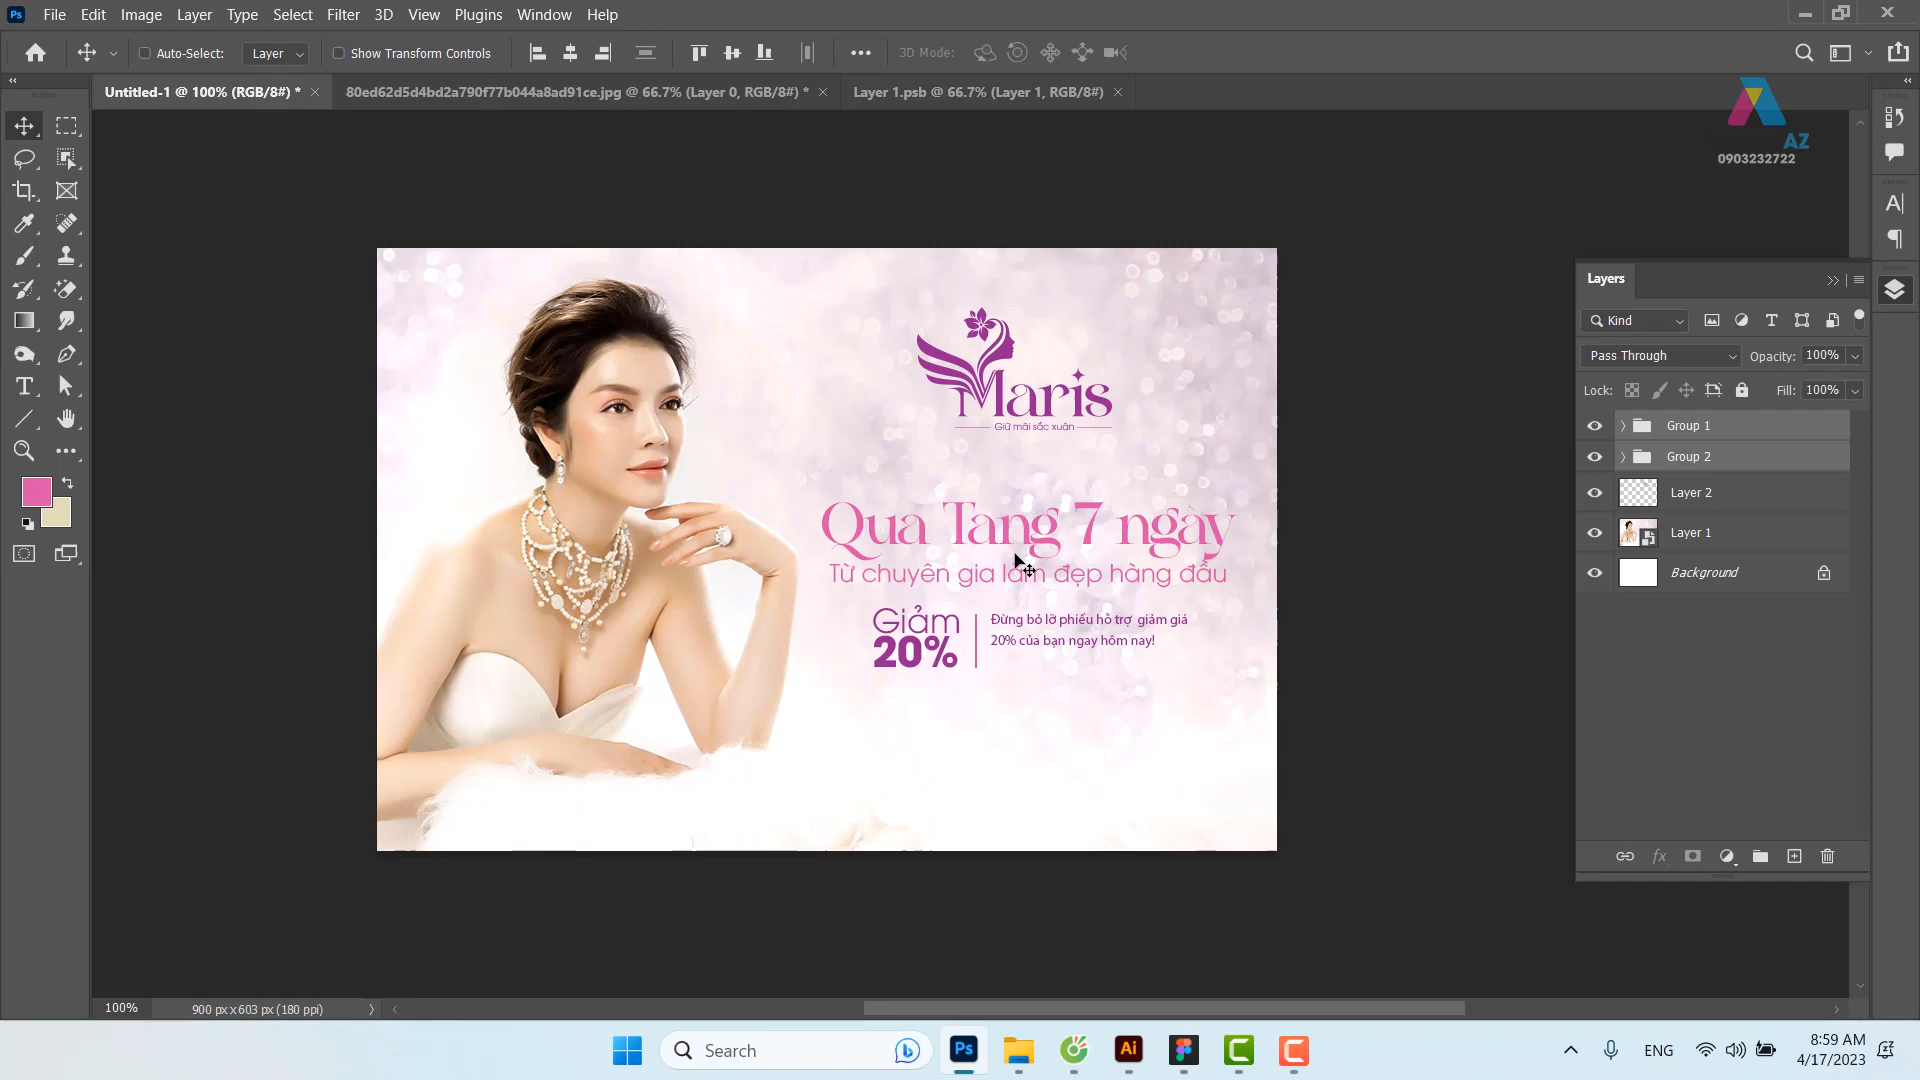 Ps File Edit Image Layer Type Select Filter 3D View Plugins Window Help
Auto-Select: Layer Show Transform Controls 3D Mode:
Untitled-1 @ 100% (RGB/8#) * 80ed62d5d4bd2a790f77b044a8ad91ce.jpg @ 66.7% (Layer 0, RGB/8#) * Layer 1.psb @ 66.7% (Layer 1, RGB/8#)
AZ
0903232722
Maris
Giữ mãi sắc xuân
Qua Tang 7 ngày
Từ chuyên gia làm đẹp hàng đầu
Giảm
20%
Đừng bỏ lỡ phiếu hỗ trợ giảm giá
20% của bạn ngay hôm nay!
Layers
Kind
Pass Through Opacity: 100%
Lock: Fill: 100%
Group 1
Group 2
Layer 2
Layer 1
Background
100% 900 px x 603 px (180 ppi)
Search
Ps
Ai
ENG
8:59 AM
4/17/2023